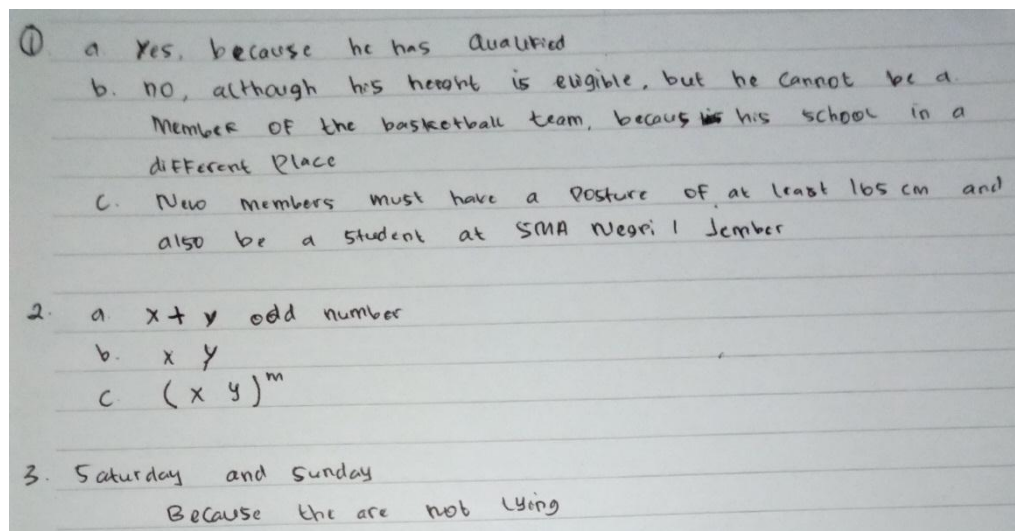 ① a Yes, because he has Qualified
b. no, although his height is eligible, but he cannot be a
Member OF the basketball team, becaus his school in a
different Place
c. New members must have a Posture of at least 165 cm and
also be a student at SMA Negri 1 Jember
2. a. x + y odd number
b. x y
c (x y)ᵐ
3. Saturday and Sunday
Because the are not lying